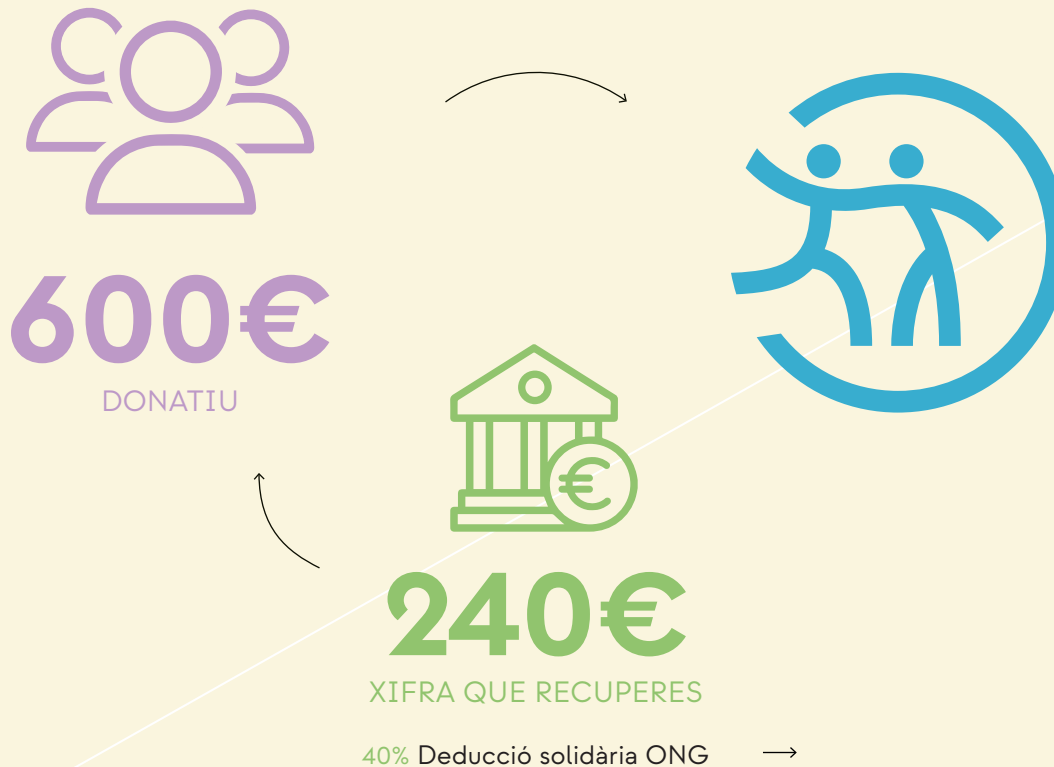 600€
DONATIU
240€
XIFRA QUE RECUPERES
40% Deducció solidària ONG